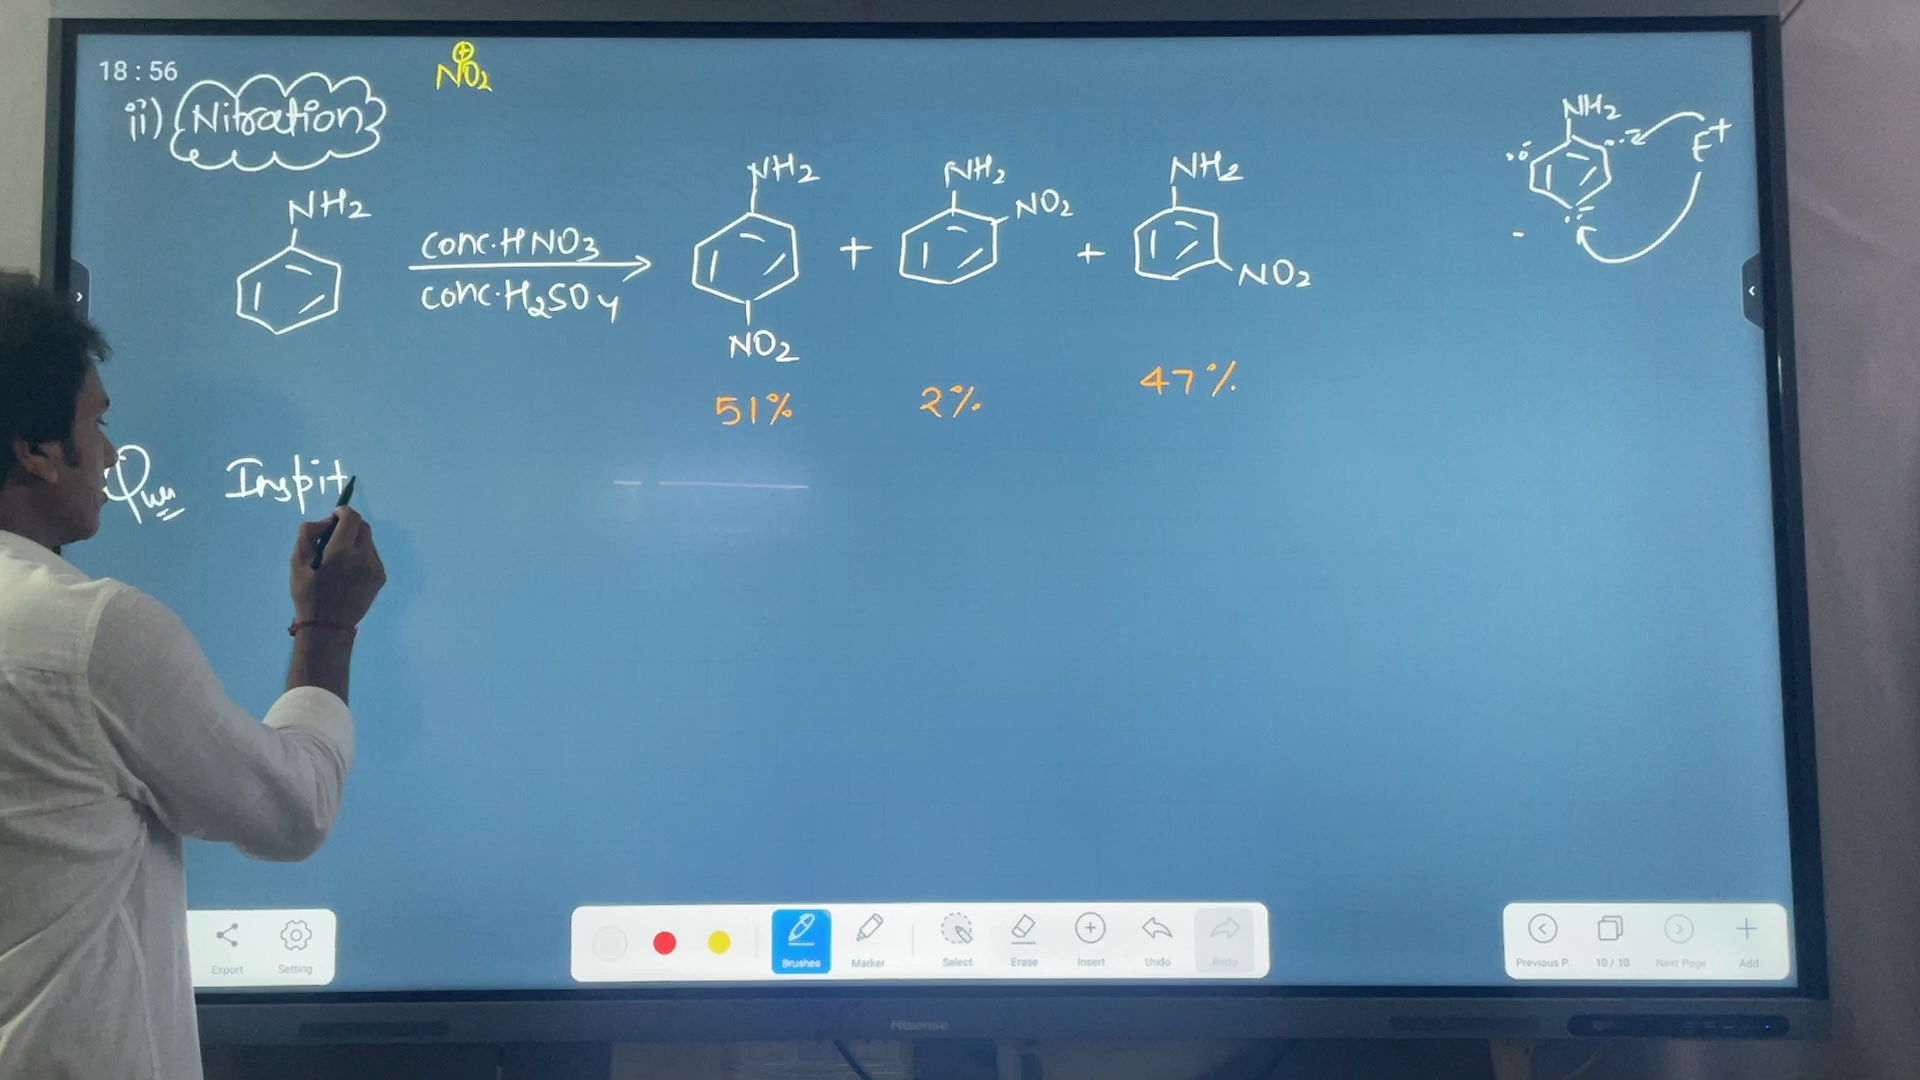 18 : 56
⊕
NO2
ii) Nitration
NH2
conc. HNO3
conc. H2SO4
NH2
NO2
+
NH2
NO2
+
NH2
NO2
NH2
E+
51%
2%
47%
Ques Inspit
Export
Setting
Brushes
Marker
Select
Erase
Insert
Undo
Redo
Previous P.
10 / 10
Next Page
Add
Hisense